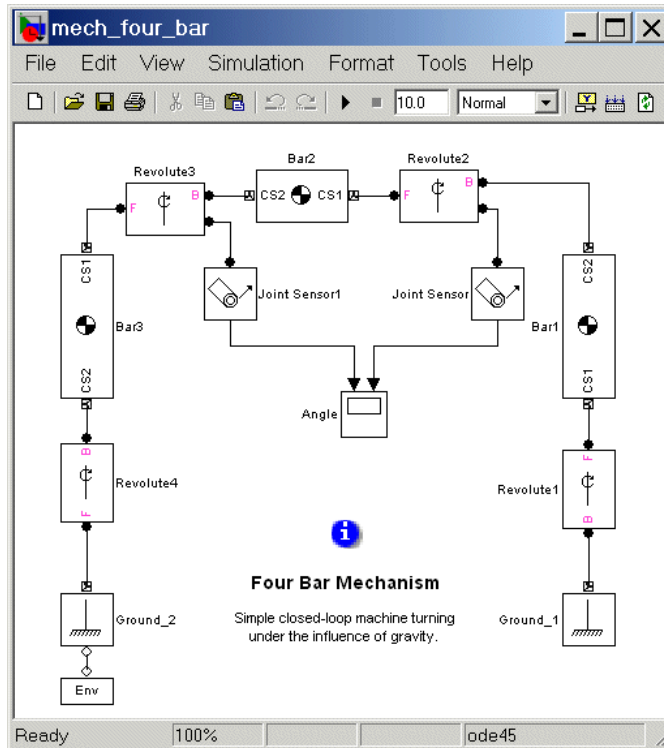 mech_four_bar
File Edit View Simulation Format Tools Help
10.0 Normal
Revolute3
Bar2
Revolute2
F B
CS2 CS1
F B
CS1
CS2
Joint Sensor1
Joint Sensor
Bar3
Bar1
CS2
CS1
Angle
B
F
Revolute4
Revolute1
F
B
i
Four Bar Mechanism
Simple closed-loop machine turning
under the influence of gravity.
Ground_2
Ground_1
Env
Ready 100% ode45